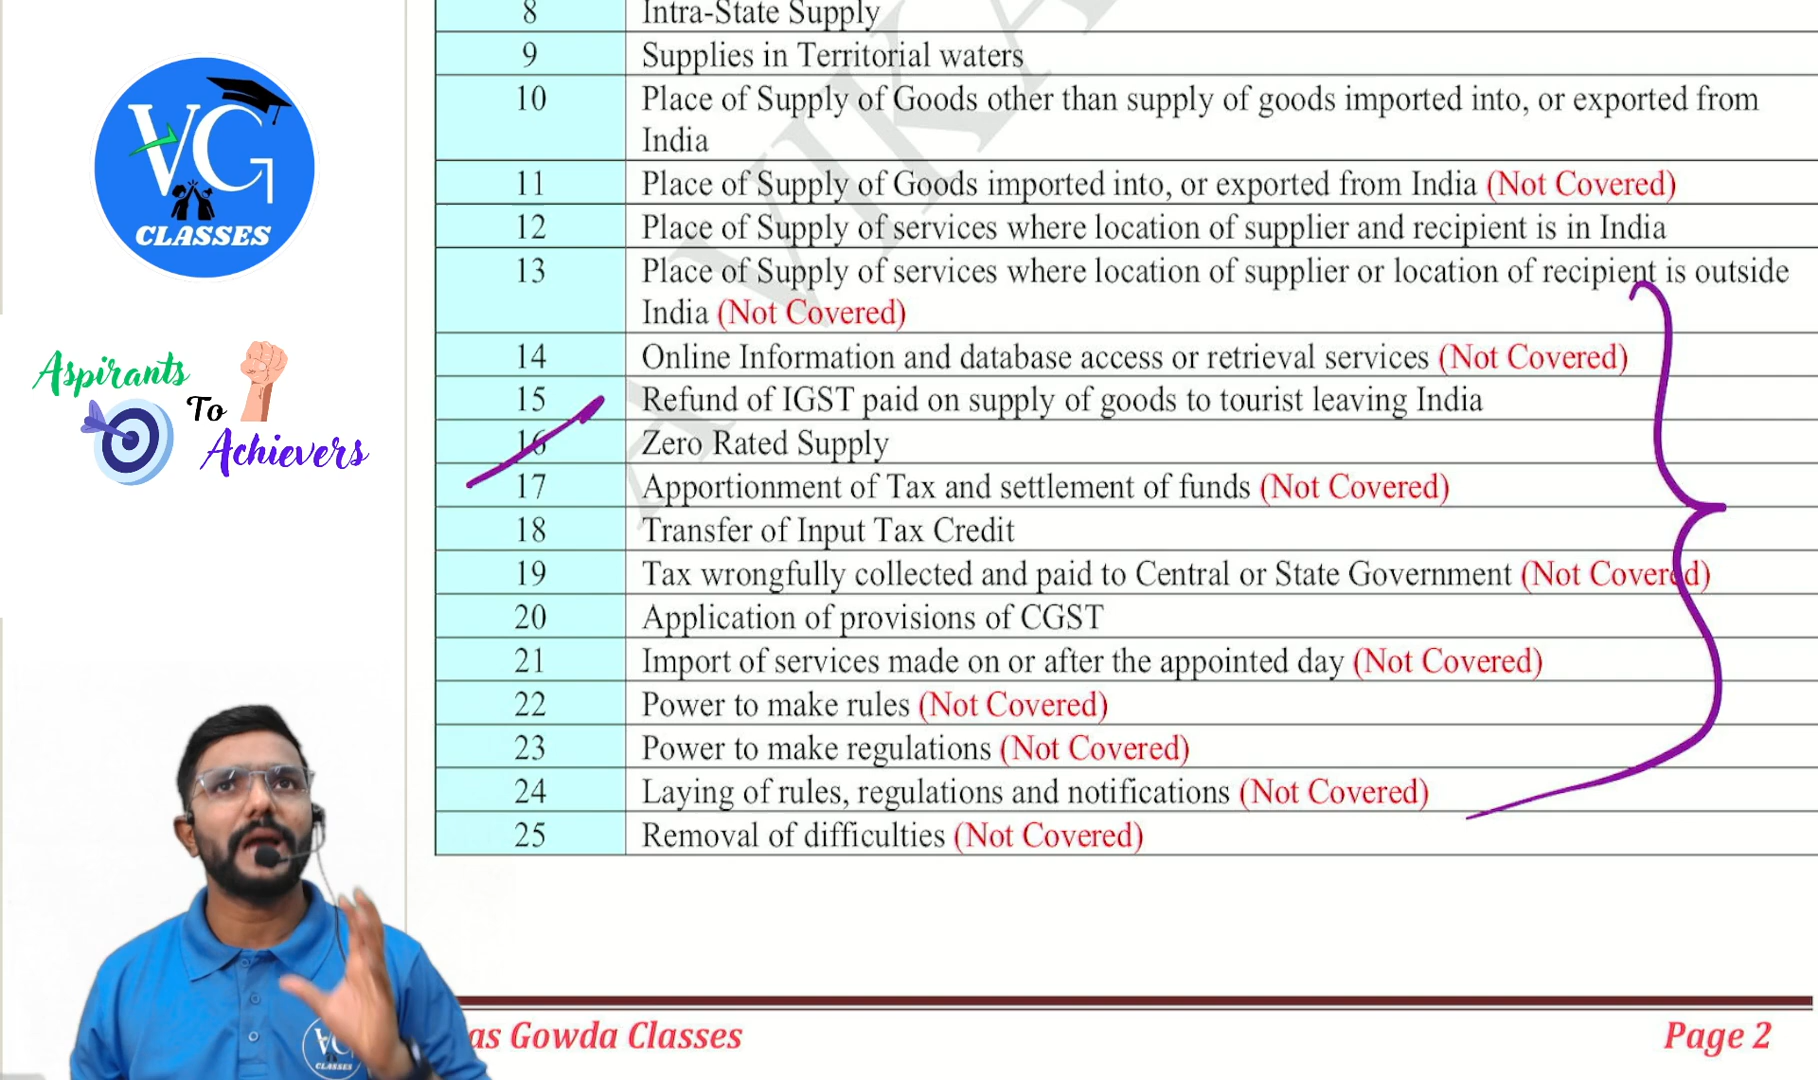 VG
CLASSES
Aspirants
To
Achievers
8 Intra-State Supply
9 Supplies in Territorial waters
10 Place of Supply of Goods other than supply of goods imported into, or exported from
India
11 Place of Supply of Goods imported into, or exported from India (Not Covered)
12 Place of Supply of services where location of supplier and recipient is in India
13 Place of Supply of services where location of supplier or location of recipient is outside
India (Not Covered)
14 Online Information and database access or retrieval services (Not Covered)
15 Refund of IGST paid on supply of goods to tourist leaving India
16 Zero Rated Supply
17 Apportionment of Tax and settlement of funds (Not Covered)
18 Transfer of Input Tax Credit
19 Tax wrongfully collected and paid to Central or State Government (Not Covered)
20 Application of provisions of CGST
21 Import of services made on or after the appointed day (Not Covered)
22 Power to make rules (Not Covered)
23 Power to make regulations (Not Covered)
24 Laying of rules, regulations and notifications (Not Covered)
25 Removal of difficulties (Not Covered)
VG
CLASSES
as Gowda Classes
Page 2